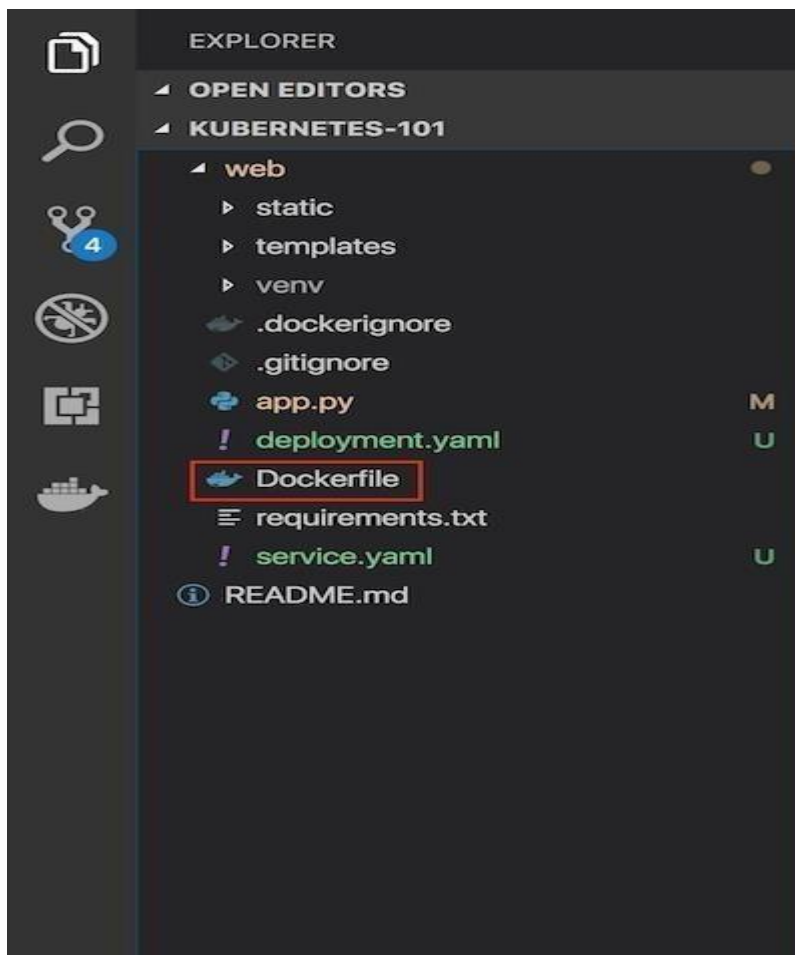 EXPLORER
OPEN EDITORS
KUBERNETES-101
web
static
templates
4
venv
.dockerignore
.gitignore
app.py M
deployment.yaml U
Dockerfile
requirements.txt
service.yaml U
README.md